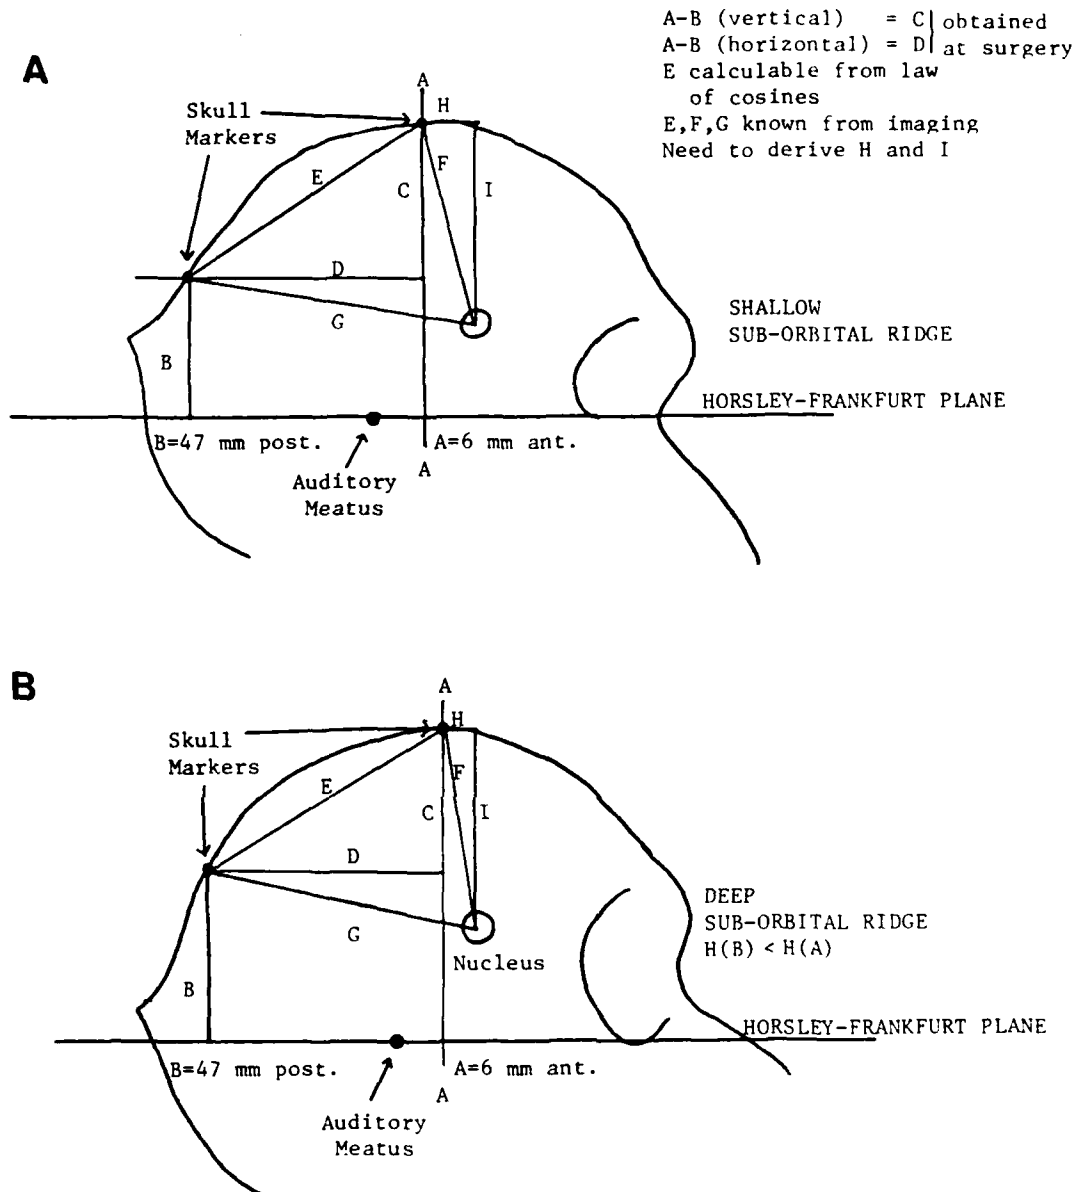 A-B (vertical) = C obtained
A-B (horizontal) = D at surgery
E calculable from law
of cosines
E,F,G known from imaging
Need to derive H and I
A
A
H
Skull
Markers
F
E
C
I
D
G
SHALLOW
SUB-ORBITAL RIDGE
B
HORSLEY-FRANKFURT PLANE
B=47 mm post.
A=6 mm ant.
A
Auditory
Meatus
B
A
H
Skull
Markers
F
E
C
I
D
DEEP
SUB-ORBITAL RIDGE
G
H(B) < H(A)
Nucleus
B
HORSLEY-FRANKFURT PLANE
B=47 mm post.
A=6 mm ant.
A
Auditory
Meatus